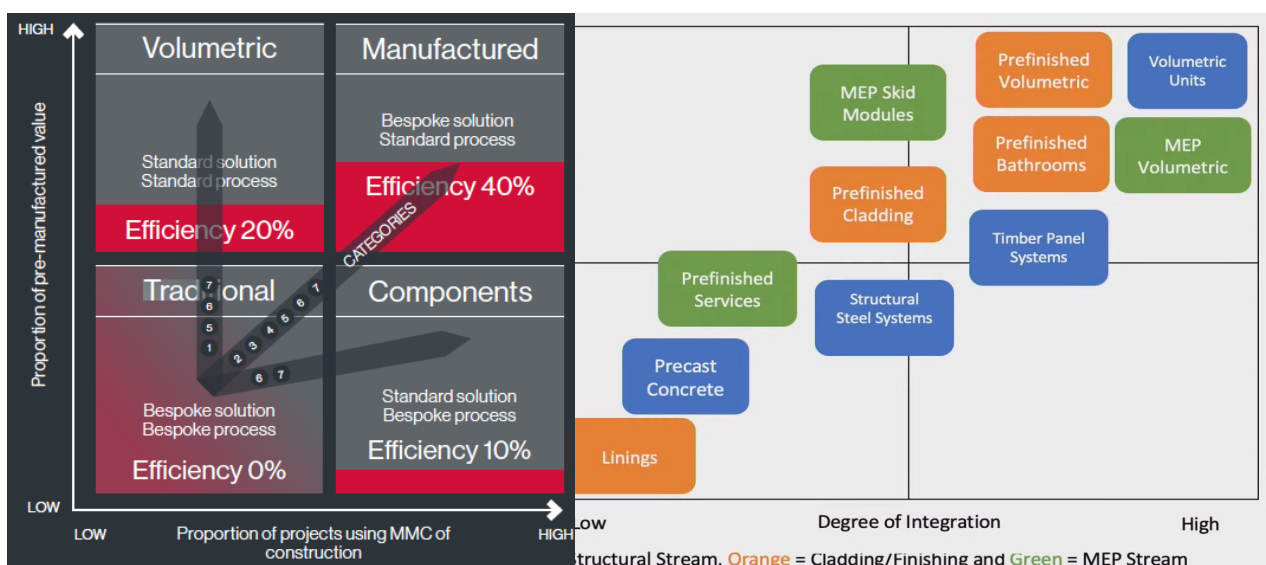 HIGH
Proportion of pre-manufactured value
Volumetric
Standard solution
Standard process
Efficiency 20%
Manufactured
Bespoke solution
Standard process
Efficiency 40%
CATEGORIES
Traditional
7
6
5
1
2 3 4 5 6 7
6 7
Bespoke solution
Bespoke process
Efficiency 0%
Components
Standard solution
Bespoke process
Efficiency 10%
LOW
LOW
Proportion of projects using MMC of
construction
HIGH
MEP Skid
Modules
Prefinished
Volumetric
Volumetric
Units
Prefinished
Bathrooms
MEP
Volumetric
Prefinished
Cladding
Timber Panel
Systems
Prefinished
Services
Structural
Steel Systems
Precast
Concrete
Linings
Low
Degree of Integration
High
Structural Stream, Orange = Cladding/Finishing and Green = MEP Stream